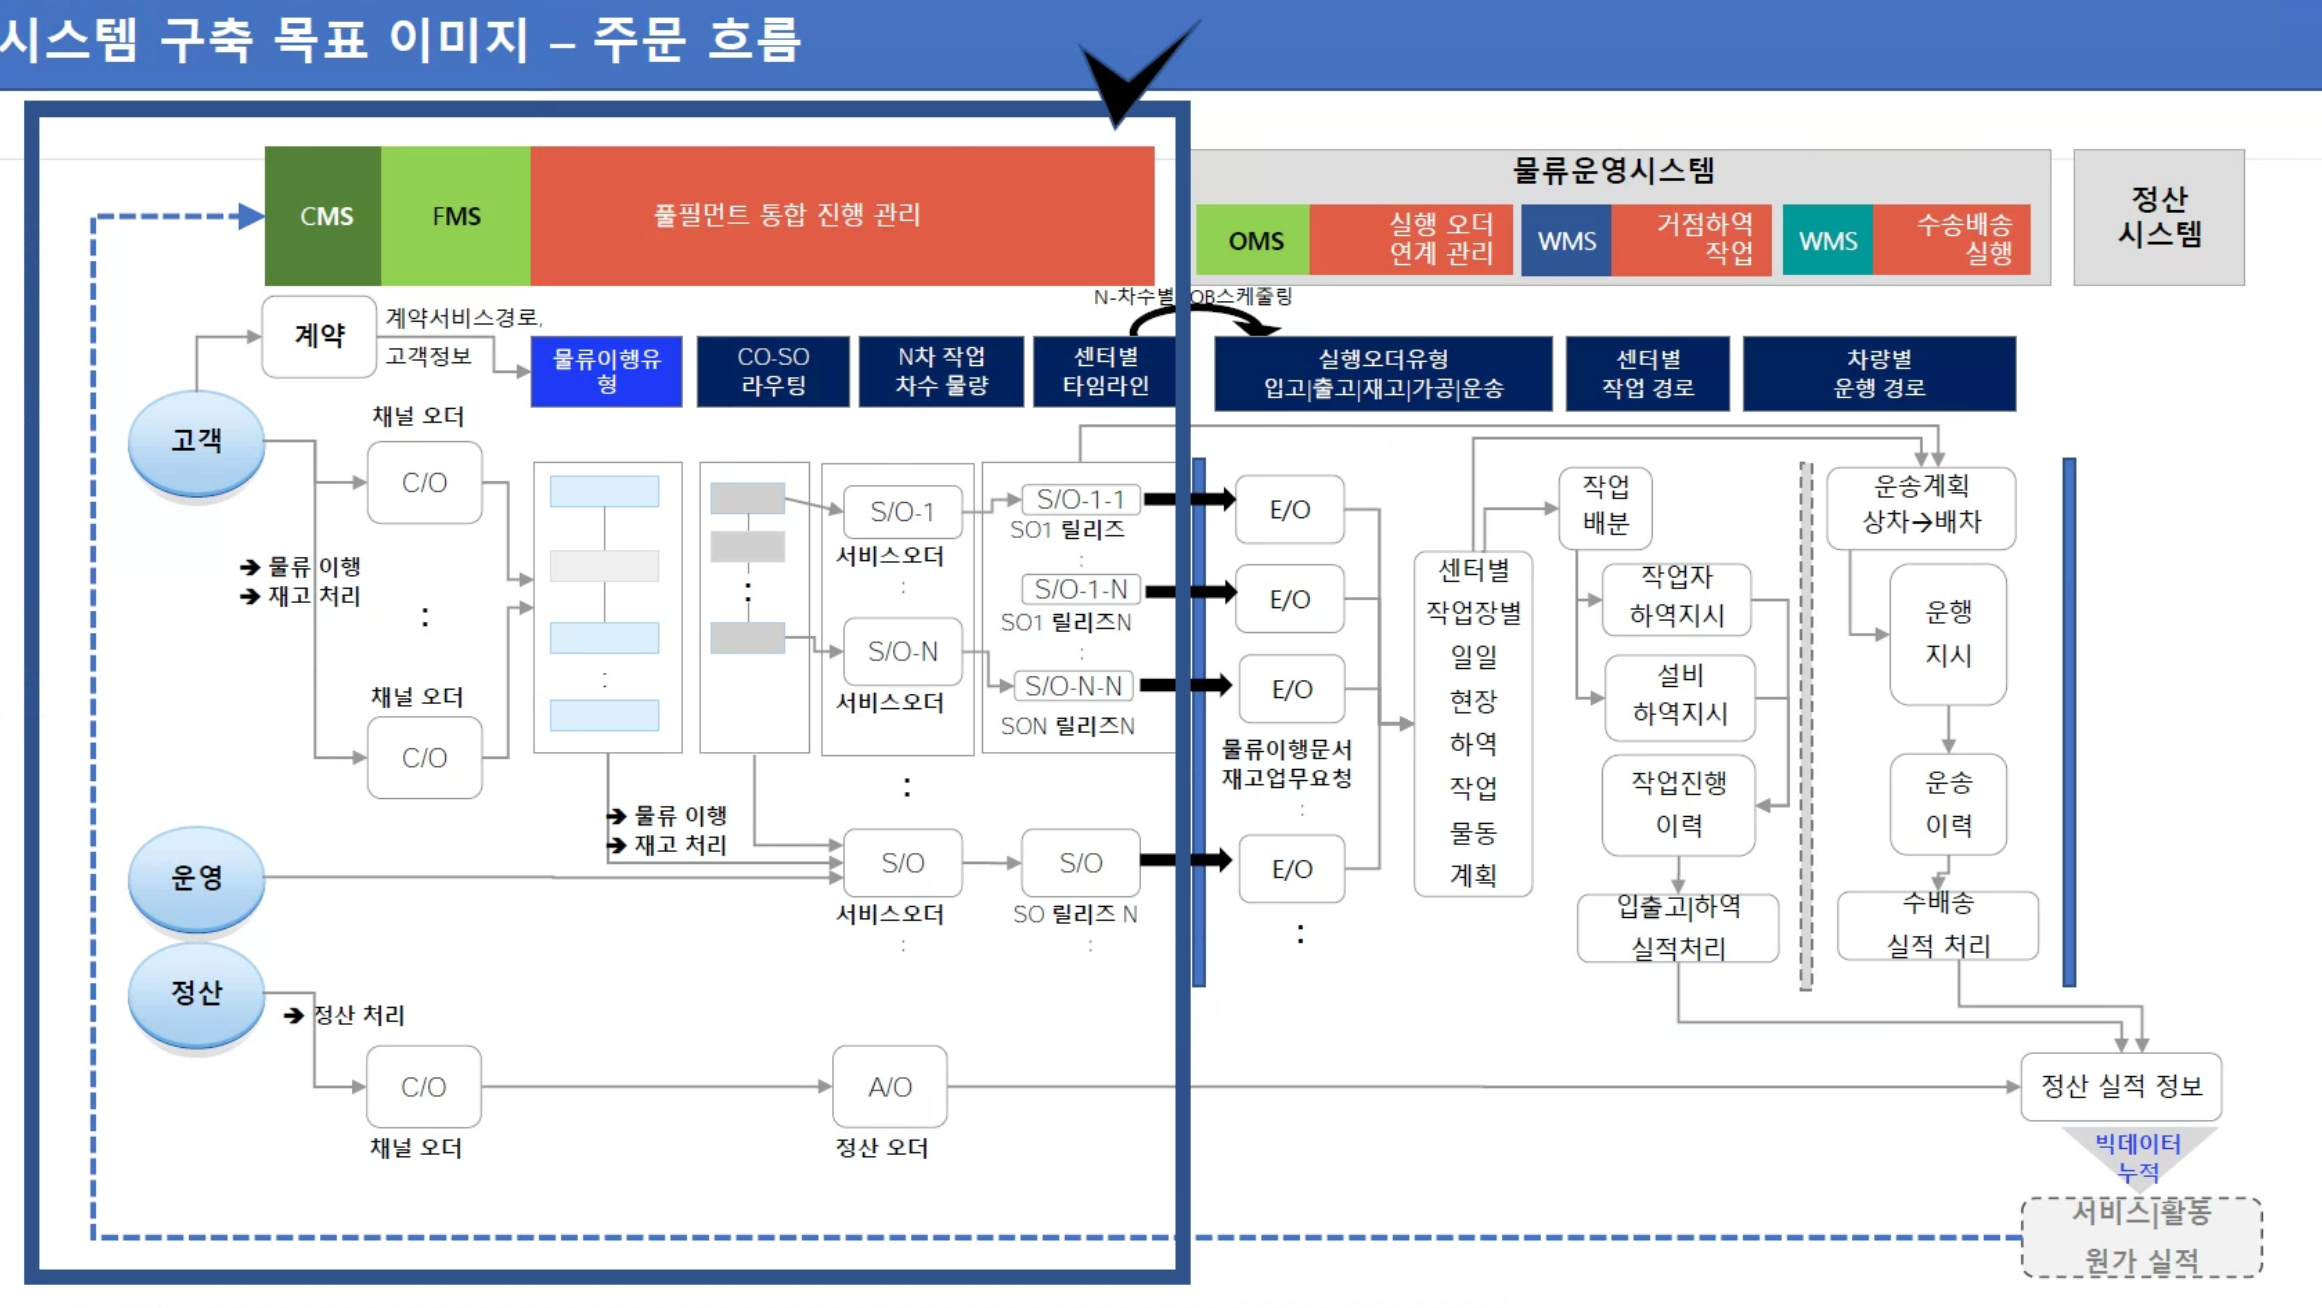 시스템 구축 목표 이미지 – 주문 흐름
CMS
FMS
풀필먼트 통합 진행 관리
물류운영시스템
OMS
실행 오더
연계 관리
WMS
거점하역
작업
WMS
수송배송
실행
정산
시스템
N-차수별
OB스케줄링
계약
계약서비스경로,
고객정보
물류이행유
형
CO-SO
라우팅
N차 작업
차수 물량
센터별
타임라인
실행오더유형
입고|출고|재고|가공|운송
센터별
작업 경로
차량별
운행 경로
고객
채널 오더
C/O
➔ 물류 이행
➔ 재고 처리
:
채널 오더
C/O
:
:
S/O-1
서비스오더
:
S/O-N
서비스오더
:
S/O-1-1
SO1 릴리즈
:
S/O-1-N
SO1 릴리즈N
:
S/O-N-N
SON 릴리즈N
E/O
E/O
E/O
물류이행문서
재고업무요청
:
E/O
:
센터별
작업장별
일일
현장
하역
작업
물동
계획
작업
배분
작업자
하역지시
설비
하역지시
작업진행
이력
입출고|하역
실적처리
운송계획
상차→배차
운행
지시
운송
이력
수배송
실적 처리
➔ 물류 이행
➔ 재고 처리
운영
S/O
서비스오더
:
S/O
SO 릴리즈 N
:
정산
➔ 정산 처리
C/O
채널 오더
A/O
정산 오더
정산 실적 정보
빅데이터
누적
서비스|활동
원가 실적